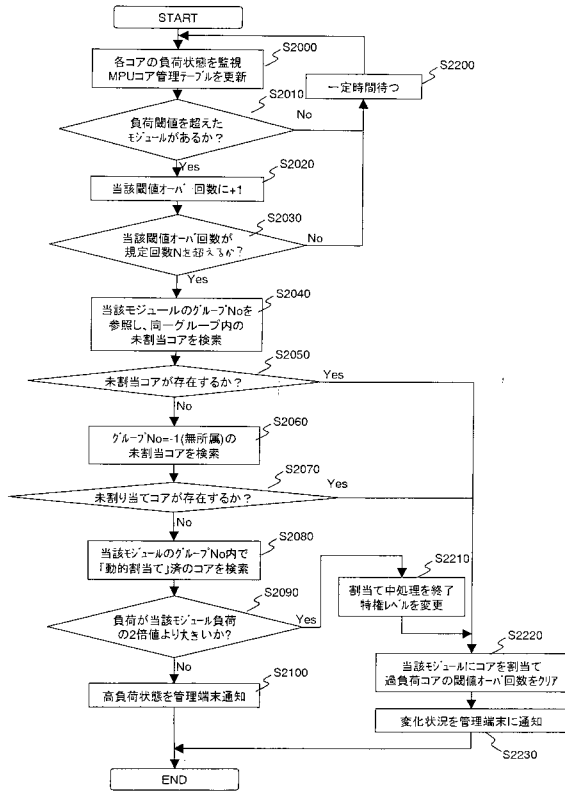 START
S2000
各コアの負荷状態を監視
MPUコア管理テーブルを更新
S2200
一定時間待つ
S2010
負荷閾値を超えた
モジュールがあるか？
No
Yes
S2020
当該閾値オーバ回数に+1
S2030
当該閾値オーバ回数が
規定回数Nを超えるか？
No
Yes
S2040
当該モジュールのグループNoを
参照し、同一グループ内の
未割当コアを検索
S2050
未割当コアが存在するか？
Yes
No
S2060
グループNo=-1(無所属)の
未割当コアを検索
S2070
未割り当てコアが存在するか？
Yes
No
S2080
当該モジュールのグループNo内で
「動的割当て」済のコアを検索
S2210
割当て中処理を終了
特権レベルを変更
S2090
負荷が当該モジュール負荷
の2倍値より大きいか？
Yes
No
S2220
当該モジュールにコアを割当て
過負荷コアの閾値オーバ回数をクリア
S2100
高負荷状態を管理端末通知
変化状況を管理端末に通知
S2230
END